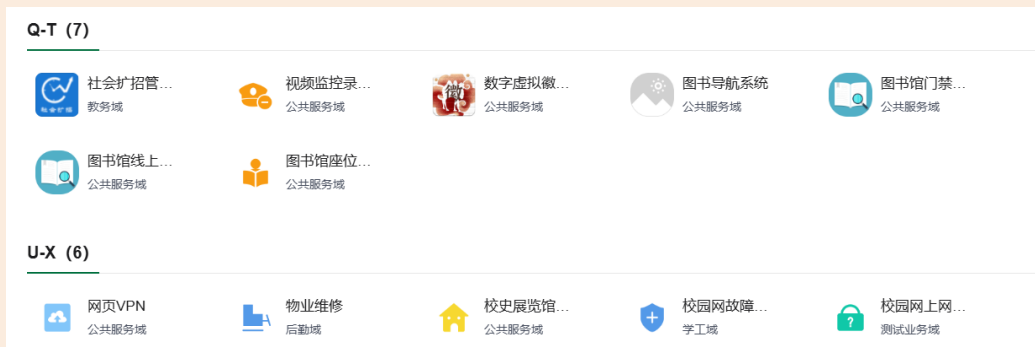 Q-T (7)
社会扩招管...
教务域
社会扩招
视频监控录...
公共服务域
数字虚拟徽...
公共服务域
徽
图书导航系统
公共服务域
图书馆门禁...
公共服务域
图书馆线上...
公共服务域
图书馆座位...
公共服务域
U-X (6)
网页VPN
公共服务域
物业维修
后勤域
校史展览馆...
公共服务域
校园网故障...
学工域
校园网上网...
测试业务域